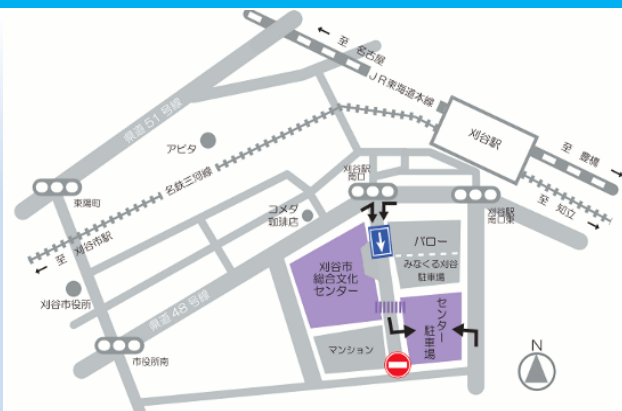 至 名古屋
JR東海道本線
県道51号線
刈谷駅
至 豊橋
アピタ
名鉄三河線
刈谷駅
南口
東陽町
コメダ
珈琲店
刈谷駅
南口東
至 知立
至 刈谷市駅
バロー
みなくる刈谷
駐車場
刈谷市
総合文化
センター
刈谷市役所
県道48号線
センター
駐車場
マンション
市役所南
N